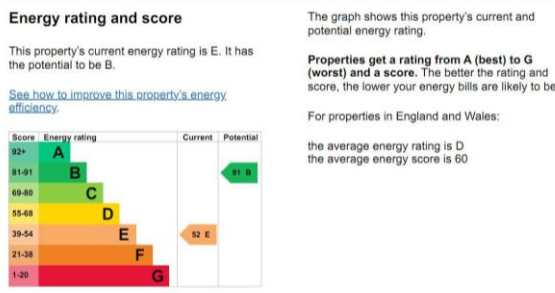 Energy rating and score
This property's current energy rating is E. It has
the potential to be B.
See how to improve this property's energy
efficiency.
Score Energy rating Current Potential
92+ A
81-91 B 81 B
69-80 C
55-68 D
39-54 E 52 E
21-38 F
1-20 G
The graph shows this property's current and
potential energy rating.
Properties get a rating from A (best) to G
(worst) and a score. The better the rating and
score, the lower your energy bills are likely to be
For properties in England and Wales:
the average energy rating is D
the average energy score is 60